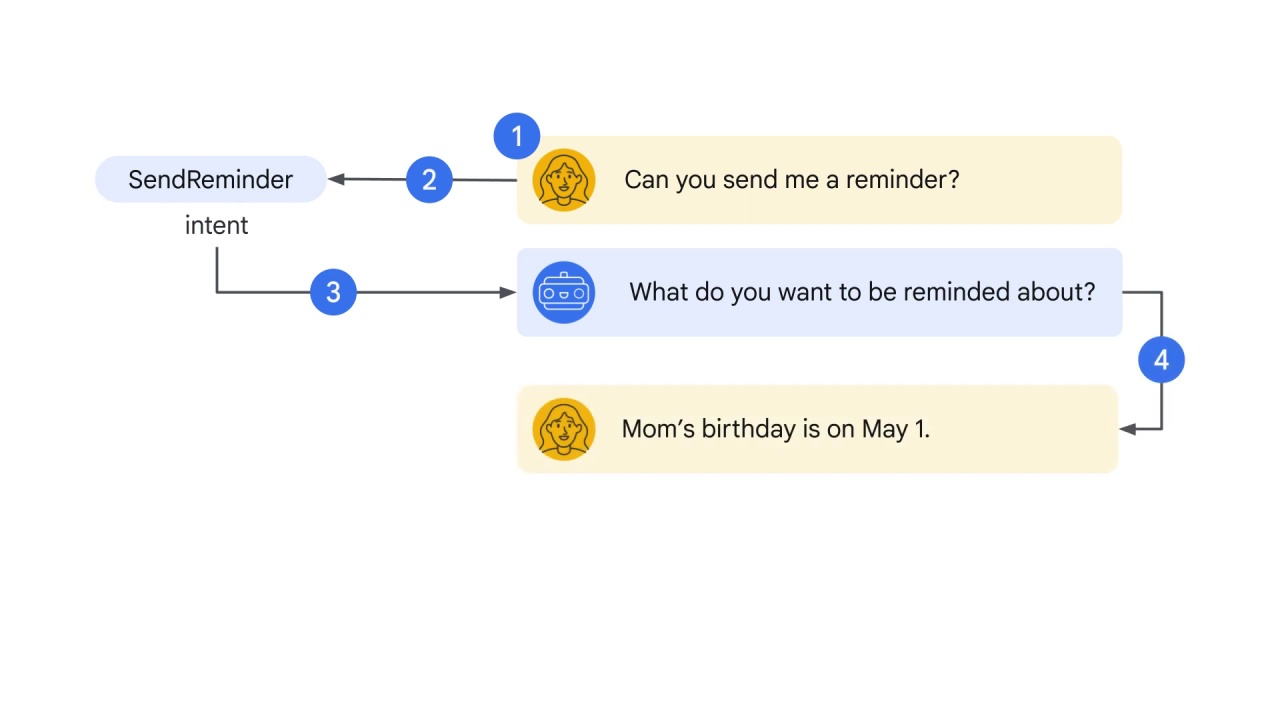 1
SendReminder
2
Can you send me a reminder?
intent
3
What do you want to be reminded about?
4
Mom’s birthday is on May 1.